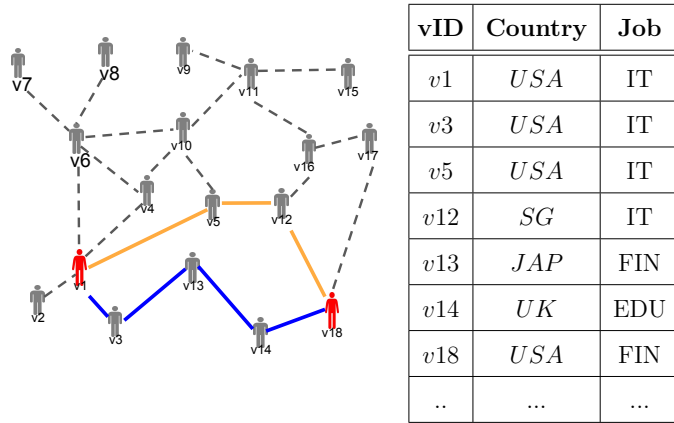 v7
v8
v9
v11
v15
v6
v10
v16
v17
v4
v5
v12
v1
v13
v2
v3
v14
v18
vID Country Job
v1 USA IT
v3 USA IT
v5 USA IT
v12 SG IT
v13 JAP FIN
v14 UK EDU
v18 USA FIN
.. ... ...